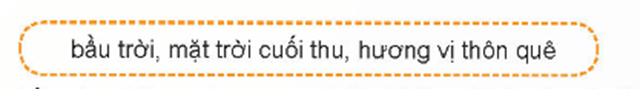 bầu trời, mặt trời cuối thu, hương vị thôn quê